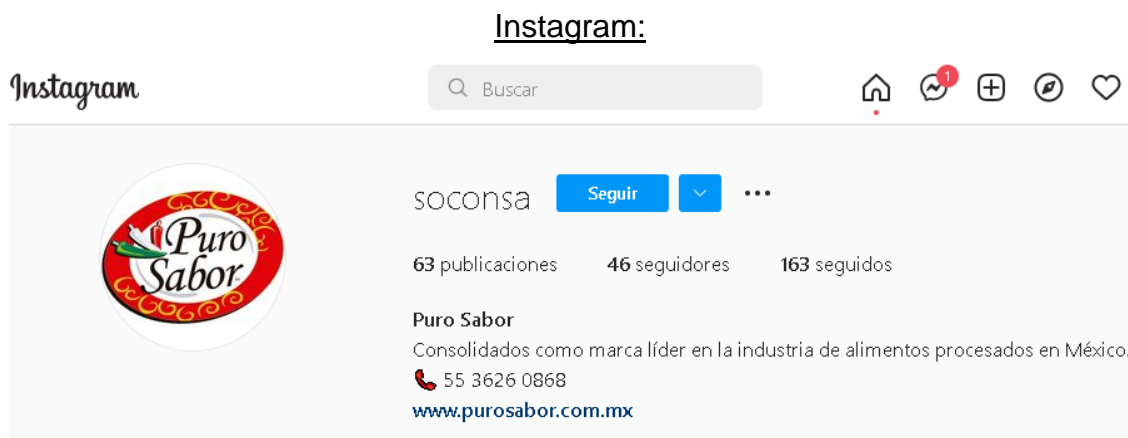 Instagram:
Instagram
Buscar
1
soconsa
Seguir
63 publicaciones 46 seguidores 163 seguidos
Puro
Sabor
Puro Sabor
Consolidados como marca líder en la industria de alimentos procesados en México.
55 3626 0868
www.purosabor.com.mx